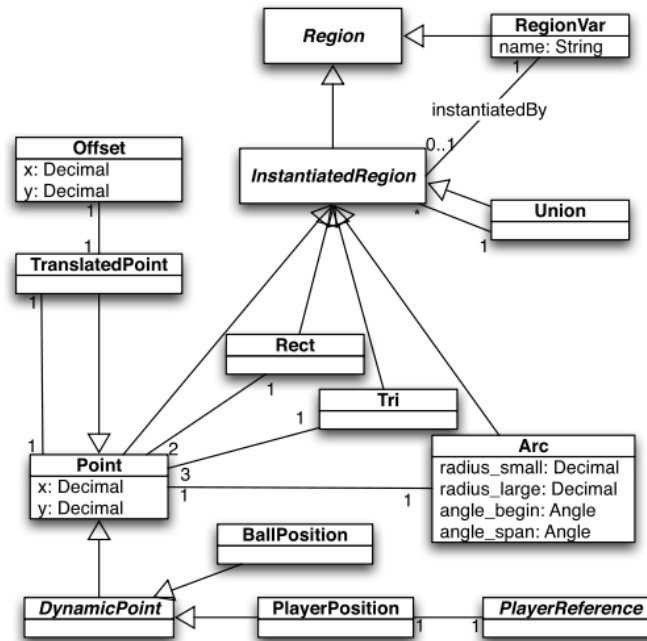 Region
RegionVar
name: String
1
instantiatedBy
0..1
Offset
x: Decimal
y: Decimal
1
InstantiatedRegion
*
1
Union
1
TranslatedPoint
1
Rect
1
Tri
1
1
2
3
Point
x: Decimal
y: Decimal
1
1
Arc
radius_small: Decimal
radius_large: Decimal
angle_begin: Angle
angle_span: Angle
BallPosition
DynamicPoint
PlayerPosition
1
1
PlayerReference